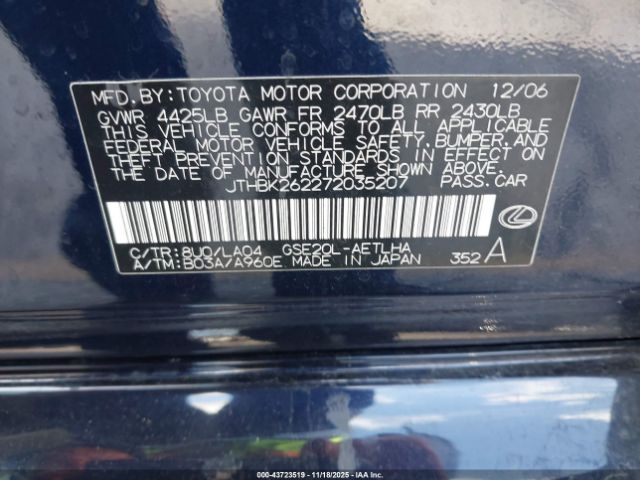 MFD.BY:TOYOTA MOTOR CORPORATION 12/06
GVWR 4425LB GAWR FR 2470LB RR 2430LB
THIS VEHICLE CONFORMS TO ALL APPLICABLE
FEDERAL MOTOR VEHICLE SAFETY,BUMPER,AND
THEFT PREVENTION STANDARDS IN EFFECT ON
THE DATE OF MANUFACTURE SHOWN ABOVE.
JTHBK262272035207 PASS.CAR
C/TR:8U0/LA04 GSE20L-AETLHA
A/TM:B03A/A960E MADE IN JAPAN 352 A
000-43723519 | 11/18/2025 - IAA Inc.